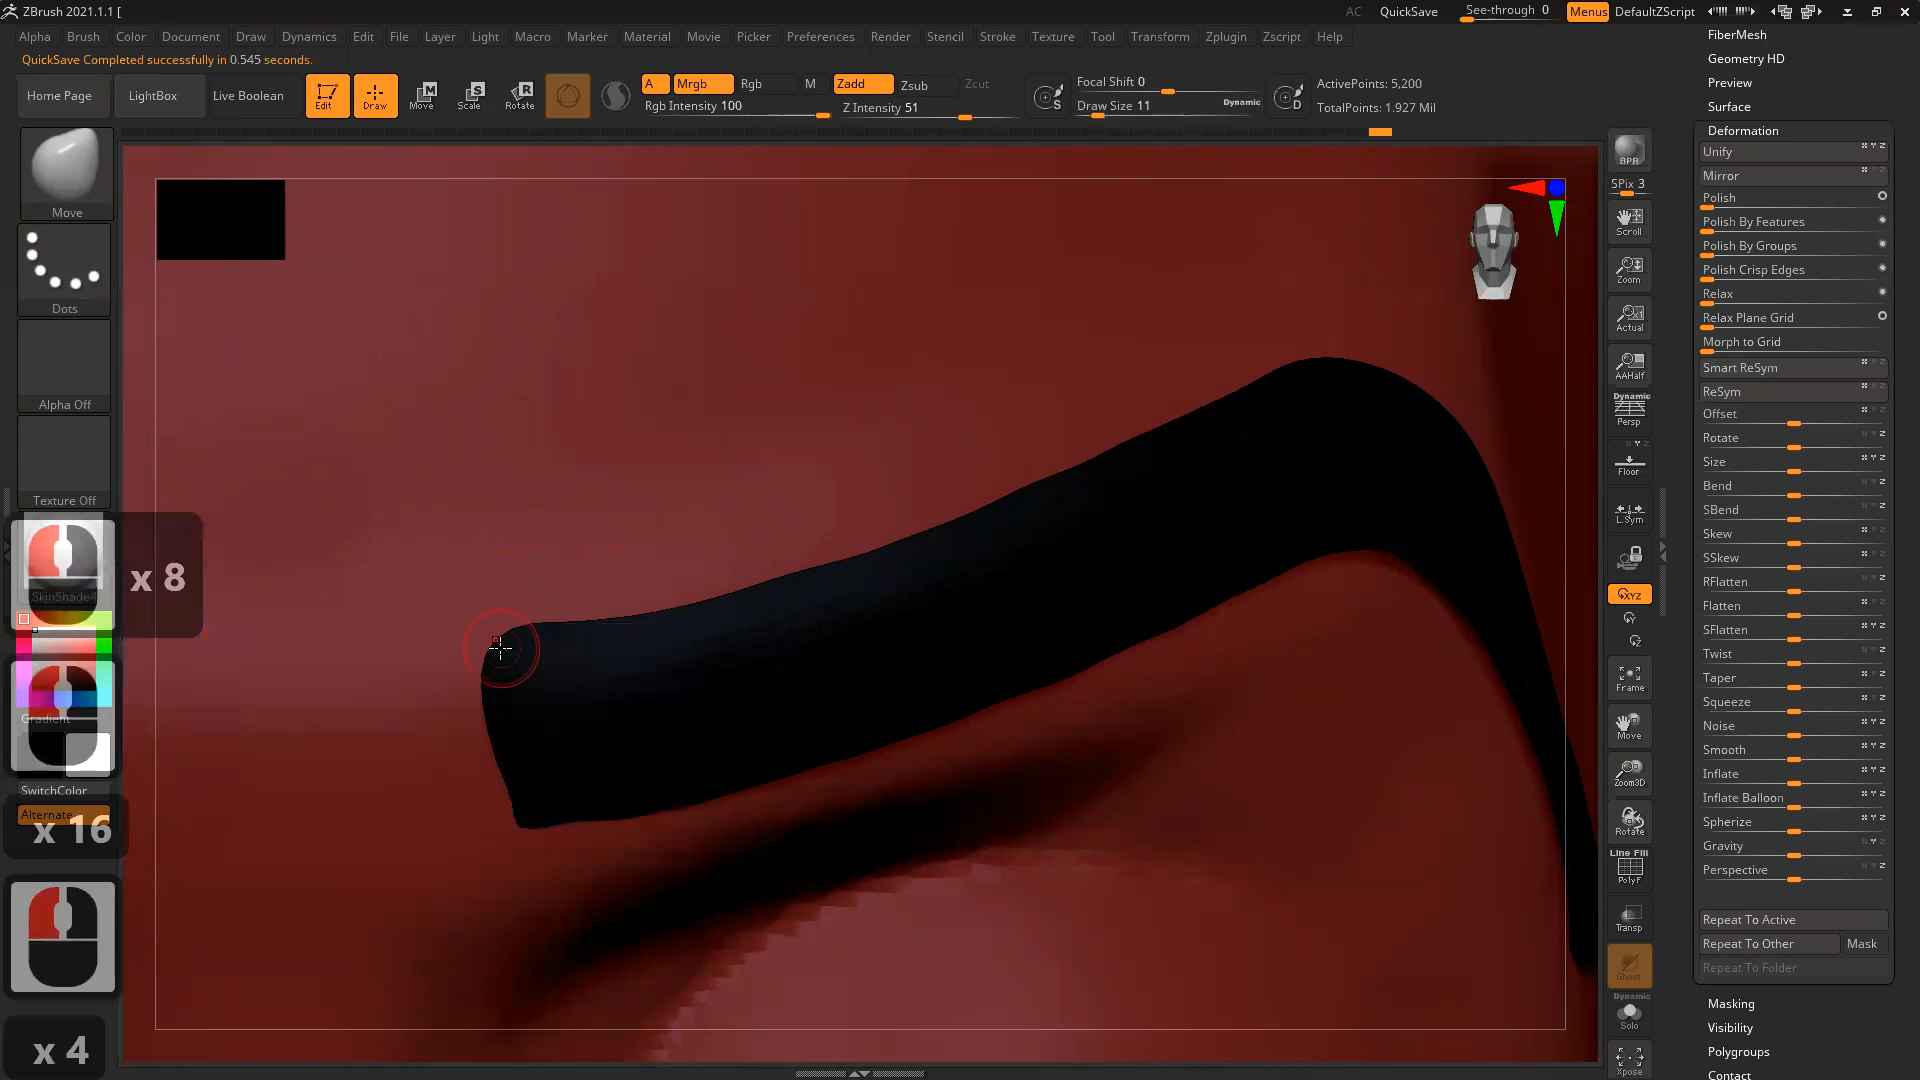 ZBrush 2021.1.1 [
AC
QuickSave
See-through 0
Menus
DefaultZScript
Alpha Brush Color Document Draw Dynamics Edit File Layer Light Macro Marker Material Movie Picker Preferences Render Stencil Stroke Texture Tool Transform Zplugin Zscript Help
QuickSave Completed successfully in 0.545 seconds.
Home Page
LightBox
Live Boolean
Edit
Draw
Move
Scale
Rotate
A
Mrgb
Rgb
M
Rgb Intensity 100
Zadd
Zsub
Zcut
Z Intensity 51
S
Focal Shift 0
Draw Size 11
Dynamic
D
ActivePoints: 5,200
TotalPoints: 1.927 Mil
Move
Dots
Alpha Off
Texture Off
SkinShade4
x 8
Gradient
SwitchColor
Alternate
x 16
x 4
BPR
SPix 3
Scroll
Zoom
Actual
AAHalf
Dynamic
Persp
Floor
L.Sym
XYZ
Frame
Move
Zoom3D
Rotate
Line Fill
PolyF
Transp
Ghost
Dynamic
Solo
Xpose
FiberMesh
Geometry HD
Preview
Surface
Deformation
Unify
Mirror
Polish
Polish By Features
Polish By Groups
Polish Crisp Edges
Relax
Relax Plane Grid
Morph to Grid
Smart ReSym
ReSym
Offset
Rotate
Size
Bend
SBend
Skew
SSkew
RFlatten
Flatten
SFlatten
Twist
Taper
Squeeze
Noise
Smooth
Inflate
Inflate Balloon
Spherize
Gravity
Perspective
Repeat To Active
Repeat To Other
Mask
Repeat To Folder
Masking
Visibility
Polygroups
Contact